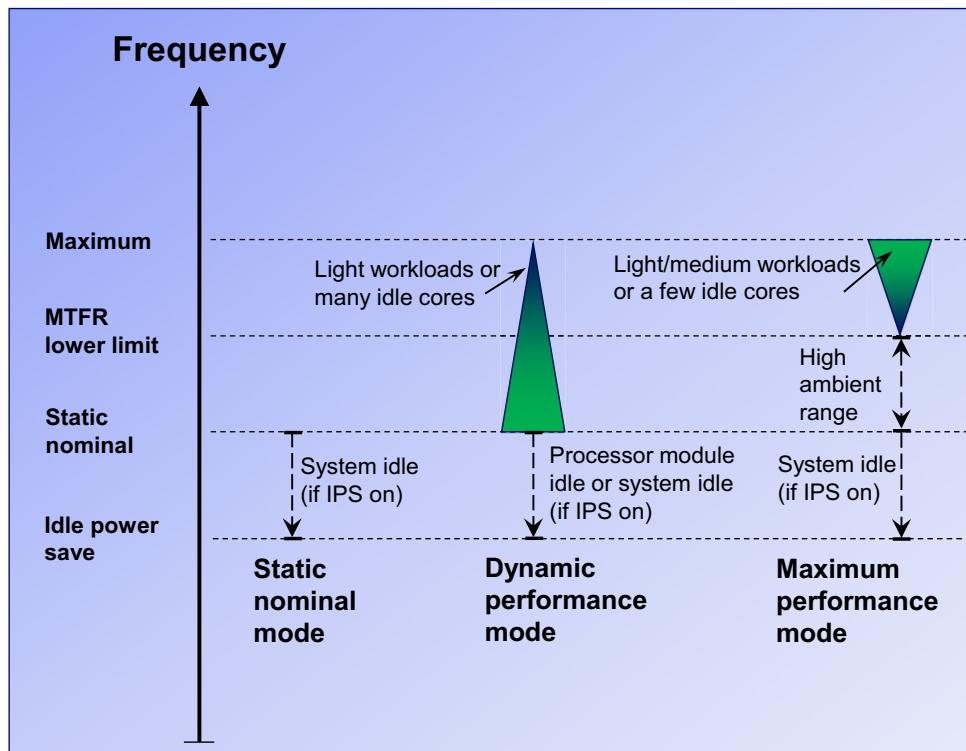 Frequency
Maximum
MTFR
lower limit
Static
nominal
Idle power
save
Light workloads or
many idle cores
Light/medium workloads
or a few idle cores
High
ambient
range
System idle
(if IPS on)
Processor module
idle or system idle
(if IPS on)
System idle
(if IPS on)
Static
nominal
mode
Dynamic
performance
mode
Maximum
performance
mode